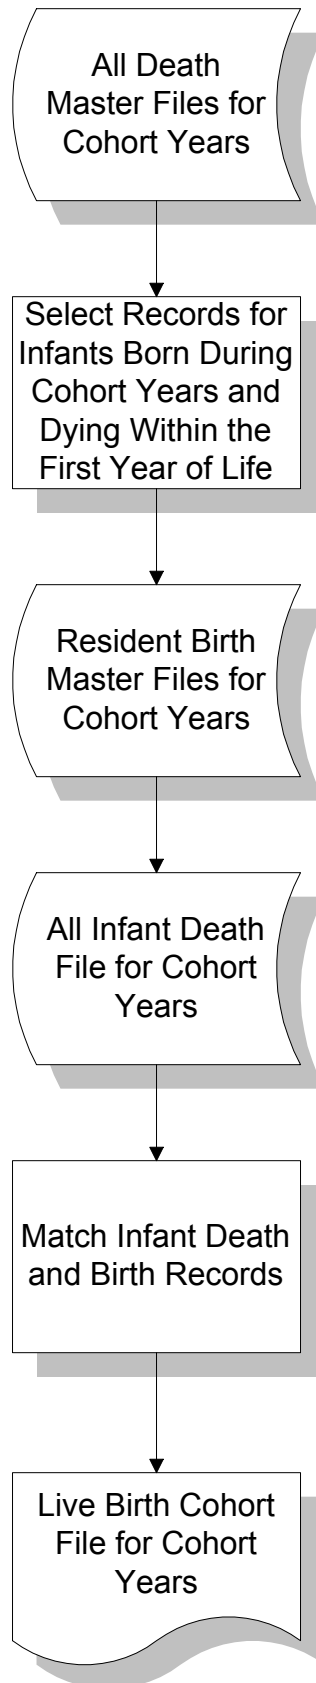 All Death
Master Files for
Cohort Years
Select Records for
Infants Born During
Cohort Years and
Dying Within the
First Year of Life
Resident Birth
Master Files for
Cohort Years
All Infant Death
File for Cohort
Years
Match Infant Death
and Birth Records
Live Birth Cohort
File for Cohort
Years